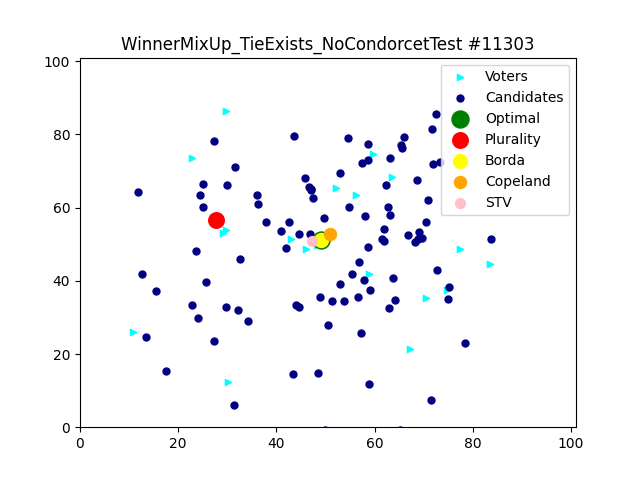 WinnerMixUp_TieExists_NoCondorcetTest #11303
100
80
60
40
20
0
0 20 40 60 80 100
Voters
Candidates
Optimal
Plurality
Borda
Copeland
STV